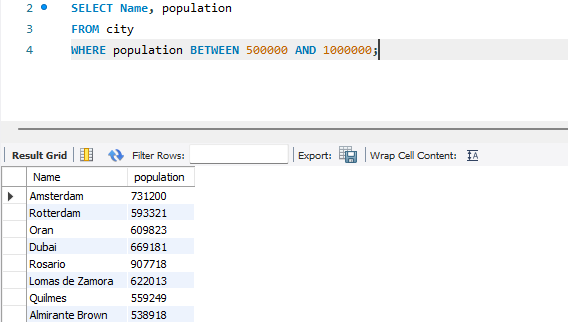 2 SELECT Name, population
3 FROM city
4 WHERE population BETWEEN 500000 AND 1000000;
Result Grid Filter Rows: Export: Wrap Cell Content: IA
Name population
Amsterdam 731200
Rotterdam 593321
Oran 609823
Dubai 669181
Rosario 907718
Lomas de Zamora 622013
Quilmes 559249
Almirante Brown 538918